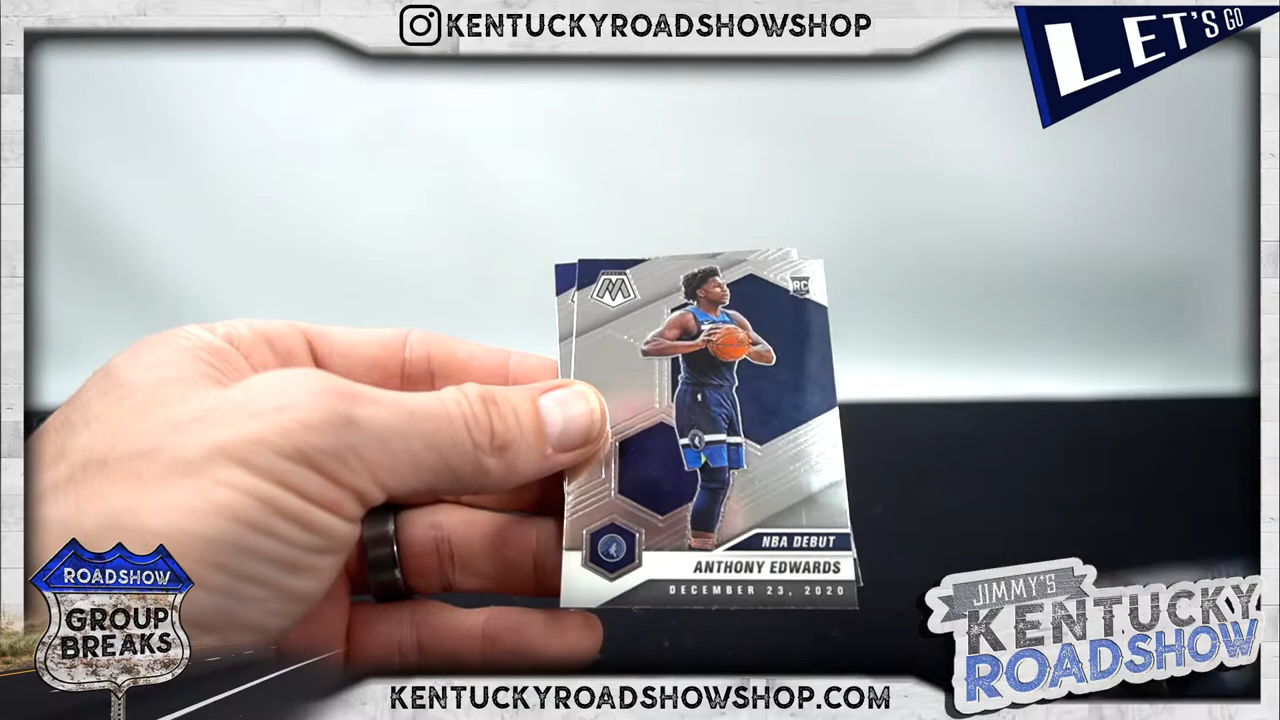 KENTUCKYROADSHOWSHOP
LET'S GO
MOSAIC
RC
NBA DEBUT
ANTHONY EDWARDS
DECEMBER 23, 2020
ROADSHOW
GROUP
BREAKS
JIMMY'S
KENTUCKY
ROADSHOW
KENTUCKYROADSHOWSHOP.COM